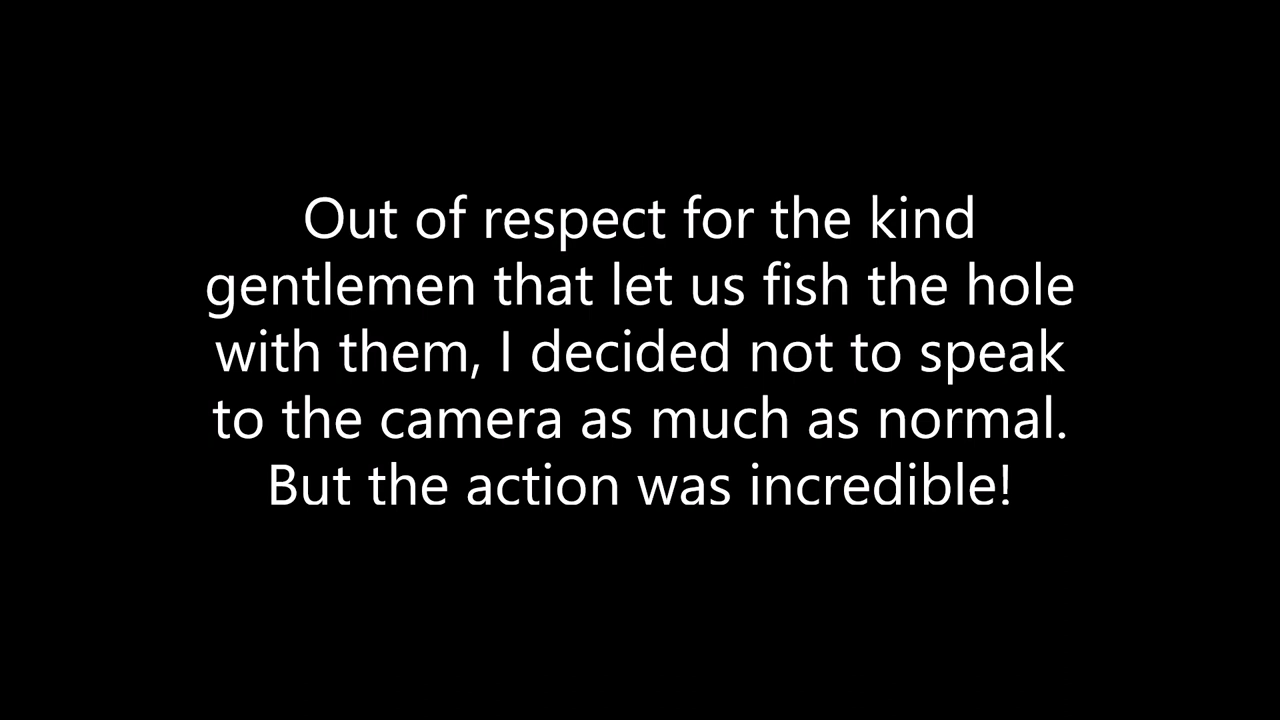 Out of respect for the kind
gentlemen that let us fish the hole
with them, I decided not to speak
to the camera as much as normal.
But the action was incredible!